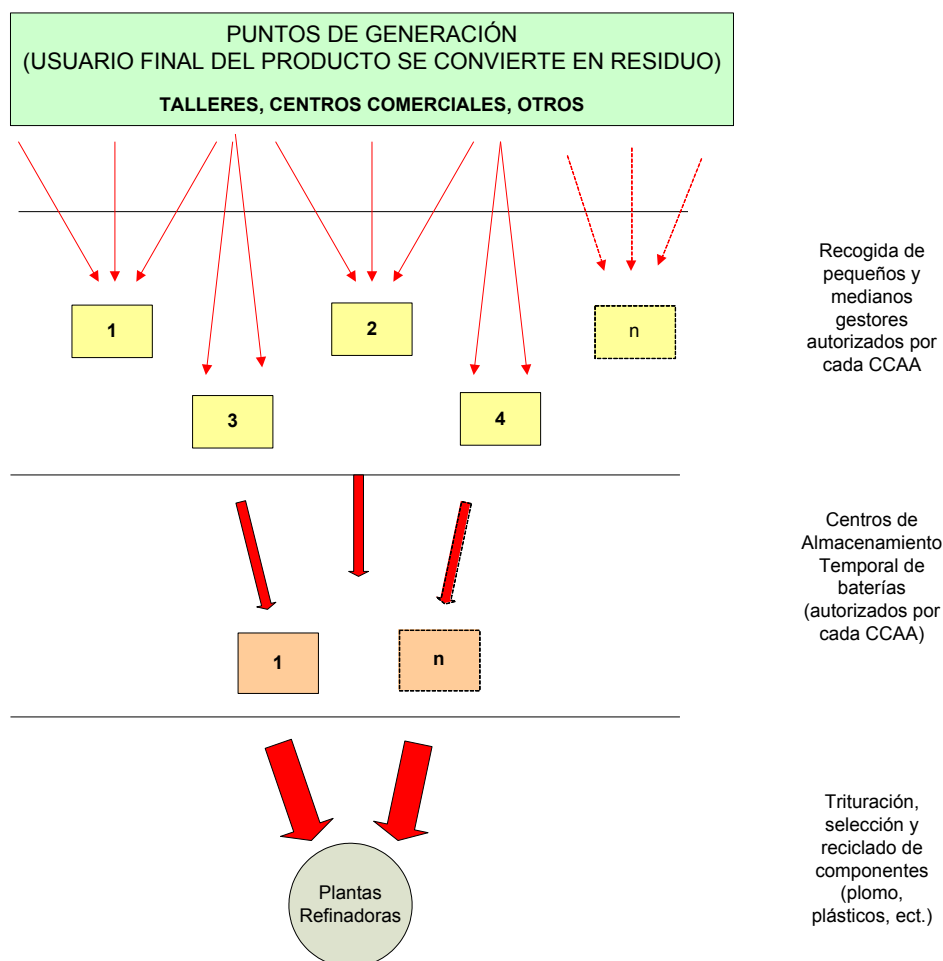 PUNTOS DE GENERACIÓN
(USUARIO FINAL DEL PRODUCTO SE CONVIERTE EN RESIDUO)
TALLERES, CENTROS COMERCIALES, OTROS
Recogida de
pequeños y
medianos
gestores
autorizados por
cada CCAA
1
2
n
3
4
Centros de
Almacenamiento
Temporal de
baterías
(autorizados por
cada CCAA)
1
n
Trituración,
selección y
reciclado de
componentes
(plomo,
plásticos, ect.)
Plantas
Refinadoras